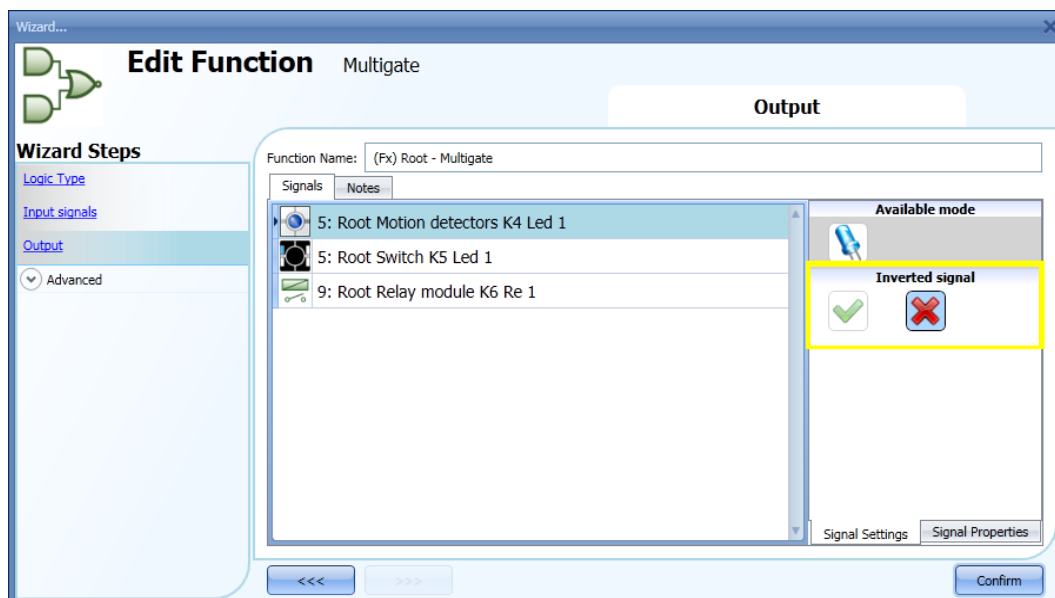 Wizard...
Edit Function Multigate
Output
Wizard Steps
Logic Type
Input signals
Output
Advanced
Function Name: (Fx) Root - Multigate
Signals Notes
5: Root Motion detectors K4 Led 1
5: Root Switch K5 Led 1
9: Root Relay module K6 Re 1
Available mode
Inverted signal
Signal Settings Signal Properties
<<< >>> Confirm